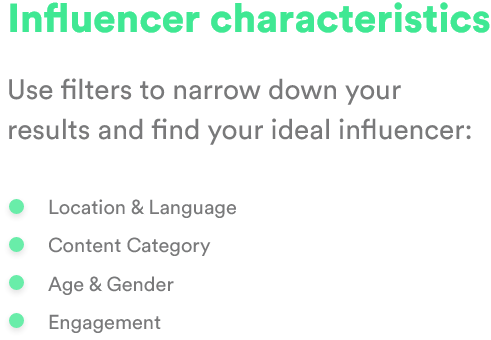 Influencer characteristics
Use filters to narrow down your
results and find your ideal influencer:
Location & Language
Content Category
Age & Gender
Engagement